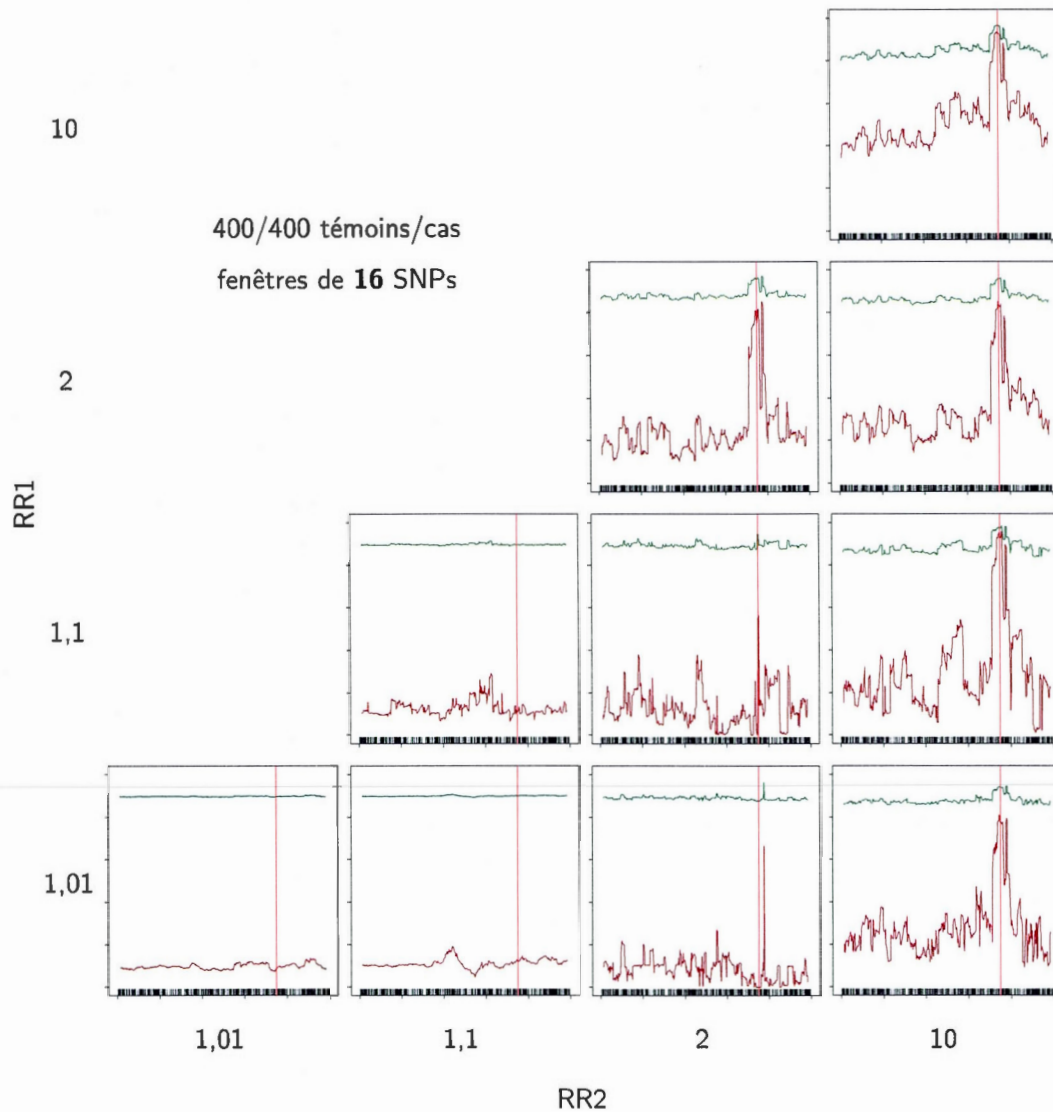 10
400/400 témoins/cas
fenêtres de 16 SNPs
2
RR1
1,1
1,01
1,01 1,1 2 10
RR2